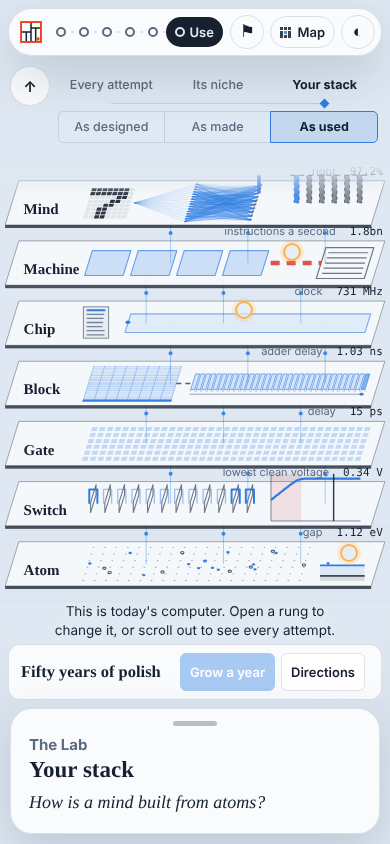 Use
Map
Every attempt
Its niche
Your stack
As designed
As made
As used
right 97.2%
Mind
instructions a second 1.8bn
Machine
clock 731 MHz
Chip
adder delay 1.03 ns
Block
delay 15 ps
Gate
lowest clean voltage 0.34 V
Switch
gap 1.12 eV
Atom
This is today's computer. Open a rung to
change it, or scroll out to see every attempt.
Fifty years of polish
Grow a year
Directions
The Lab
Your stack
How is a mind built from atoms?